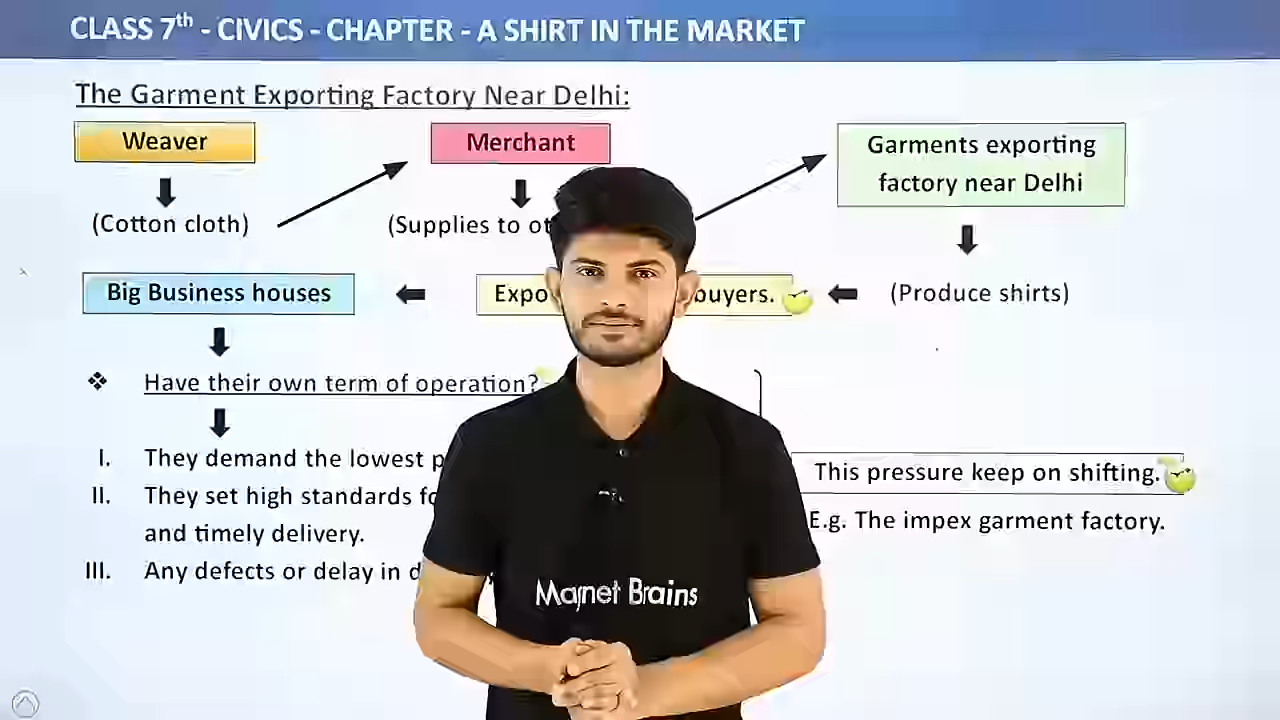 CLASS 7th - CIVICS - CHAPTER - A SHIRT IN THE MARKET
The Garment Exporting Factory Near Delhi:
Weaver
Merchant
Garments exporting
factory near Delhi
(Cotton cloth)
(Supplies to
Big Business houses
buyers.
(Produce shirts)
❖ Have their own term of operation?
I. They demand the lowest
II. They set high standards
and timely delivery.
III. Any defects or delay in
This pressure keep on shifting.
E.g. The impex garment factory.
Magnet Brains